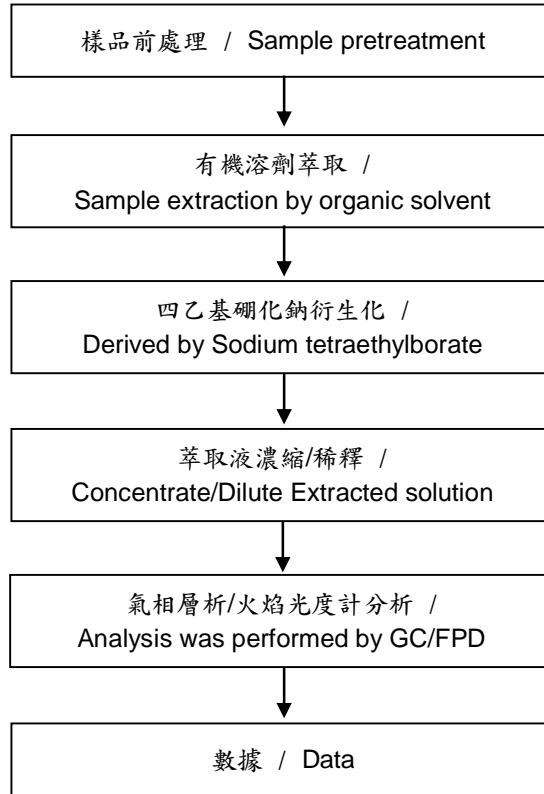 樣品前處理 / Sample pretreatment
有機溶劑萃取 /
Sample extraction by organic solvent
四乙基硼化鈉衍生化 /
Derived by Sodium tetraethylborate
萃取液濃縮/稀釋 /
Concentrate/Dilute Extracted solution
氣相層析/火焰光度計分析 /
Analysis was performed by GC/FPD
數據 / Data